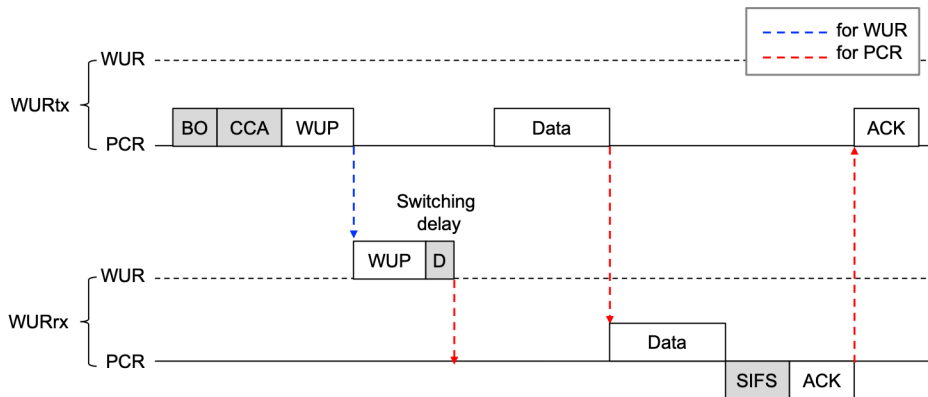 for WUR
for PCR
WUR
WURtx
BO
CCA
WUP
Data
ACK
PCR
Switching
delay
WUP
D
WUR
WURrx
Data
PCR
SIFS
ACK